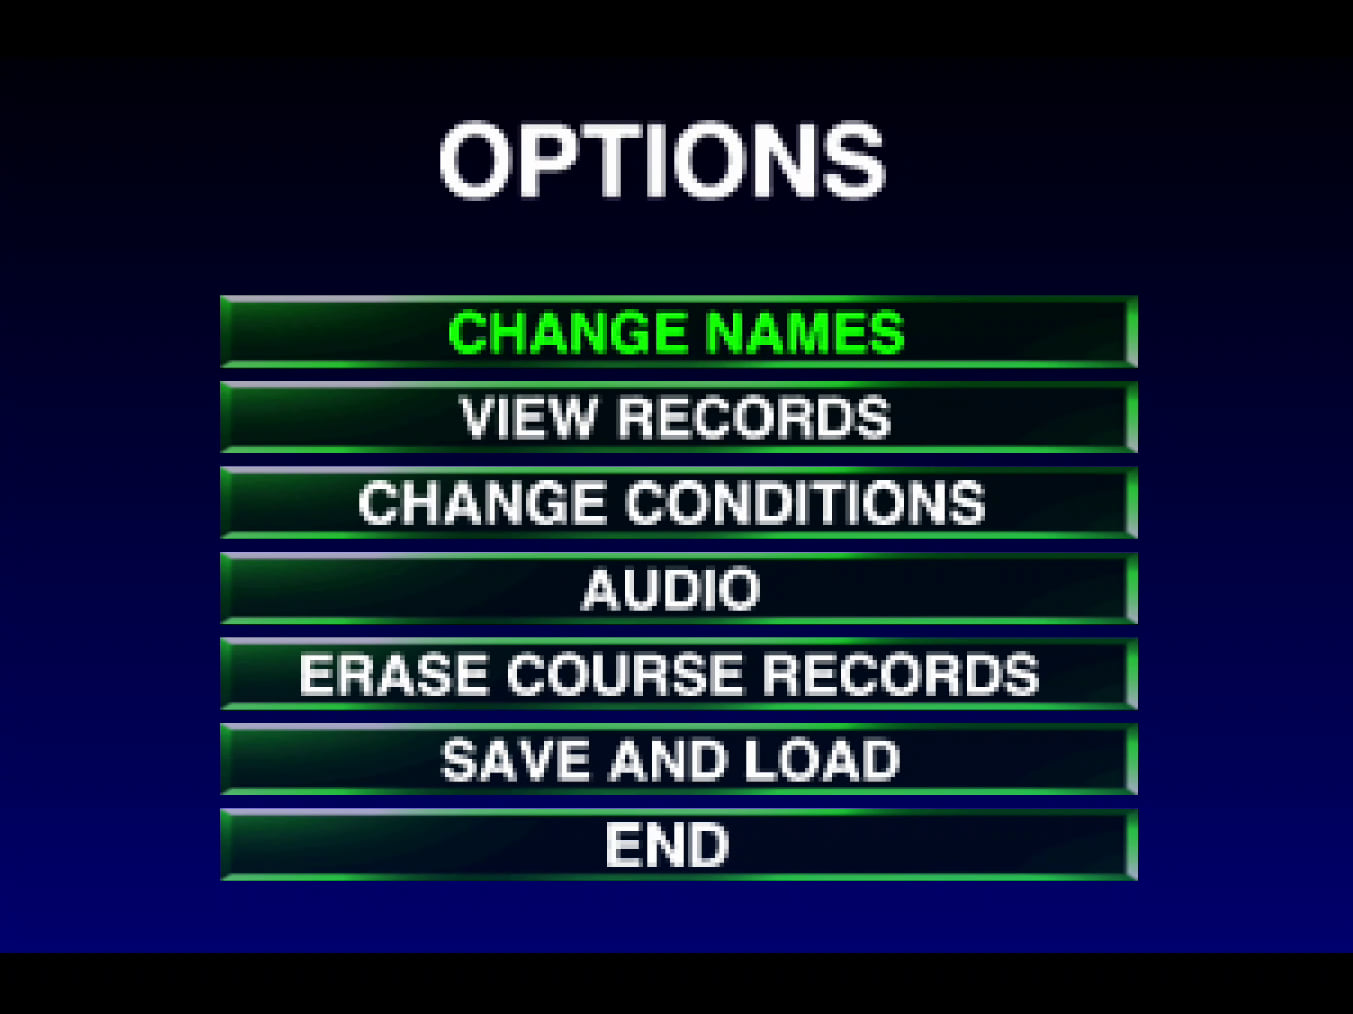 OPTIONS
CHANGE NAMES
VIEW RECORDS
CHANGE CONDITIONS
AUDIO
ERASE COURSE RECORDS
SAVE AND LOAD
END